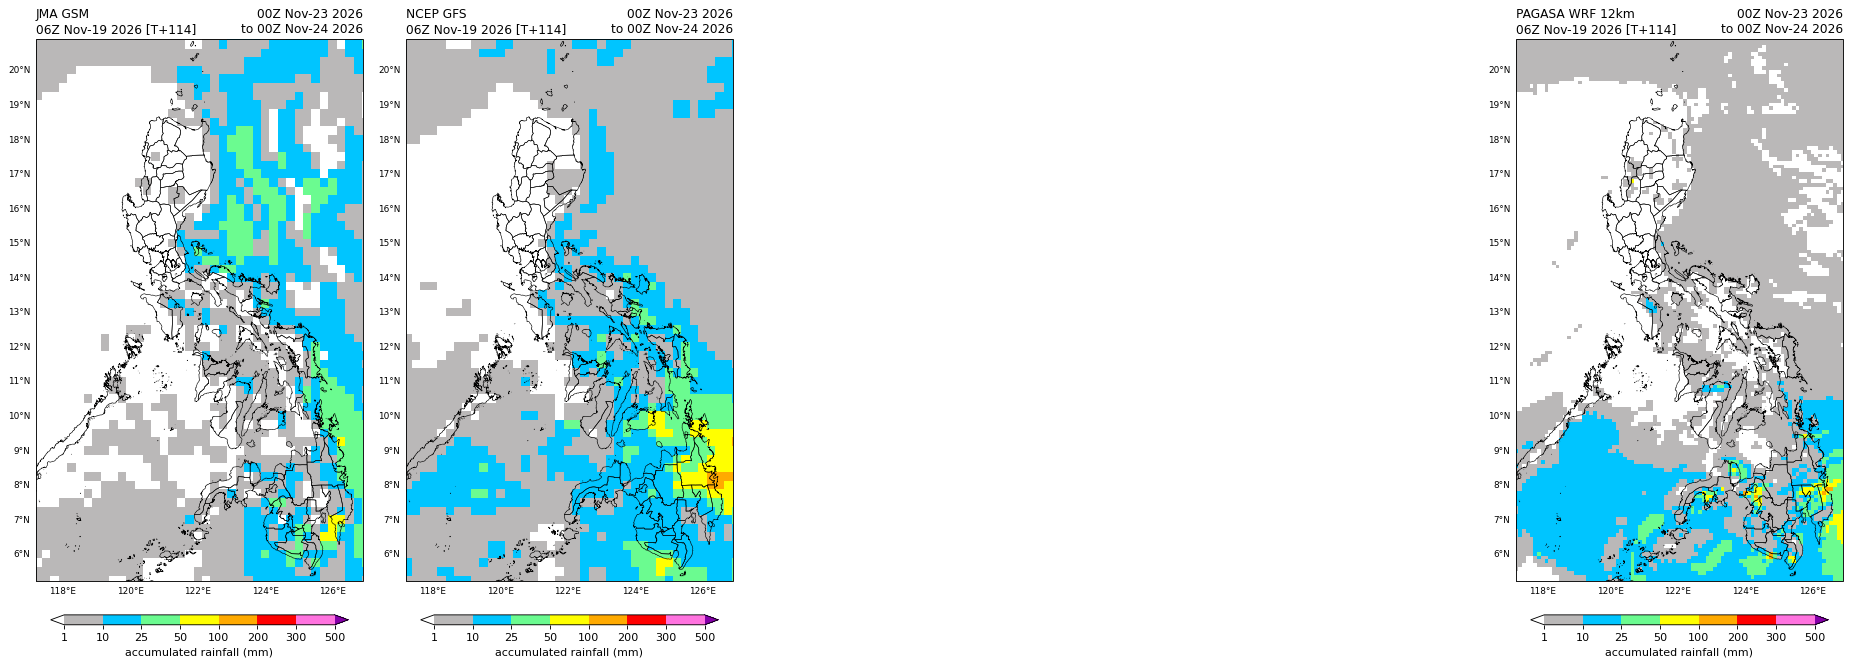 JMA GSM 00Z Nov-23 2026
06Z Nov-19 2026 [T+114] to 00Z Nov-24 2026
20°N
19°N
18°N
17°N
16°N
15°N
14°N
13°N
12°N
11°N
10°N
9°N
8°N
7°N
6°N
118°E 120°E 122°E 124°E 126°E
1 10 25 50 100 200 300 500
accumulated rainfall (mm)
NCEP GFS 00Z Nov-23 2026
06Z Nov-19 2026 [T+114] to 00Z Nov-24 2026
20°N
19°N
18°N
17°N
16°N
15°N
14°N
13°N
12°N
11°N
10°N
9°N
8°N
7°N
6°N
118°E 120°E 122°E 124°E 126°E
1 10 25 50 100 200 300 500
accumulated rainfall (mm)
PAGASA WRF 12km 00Z Nov-23 2026
06Z Nov-19 2026 [T+114] to 00Z Nov-24 2026
20°N
19°N
18°N
17°N
16°N
15°N
14°N
13°N
12°N
11°N
10°N
9°N
8°N
7°N
6°N
118°E 120°E 122°E 124°E 126°E
1 10 25 50 100 200 300 500
accumulated rainfall (mm)